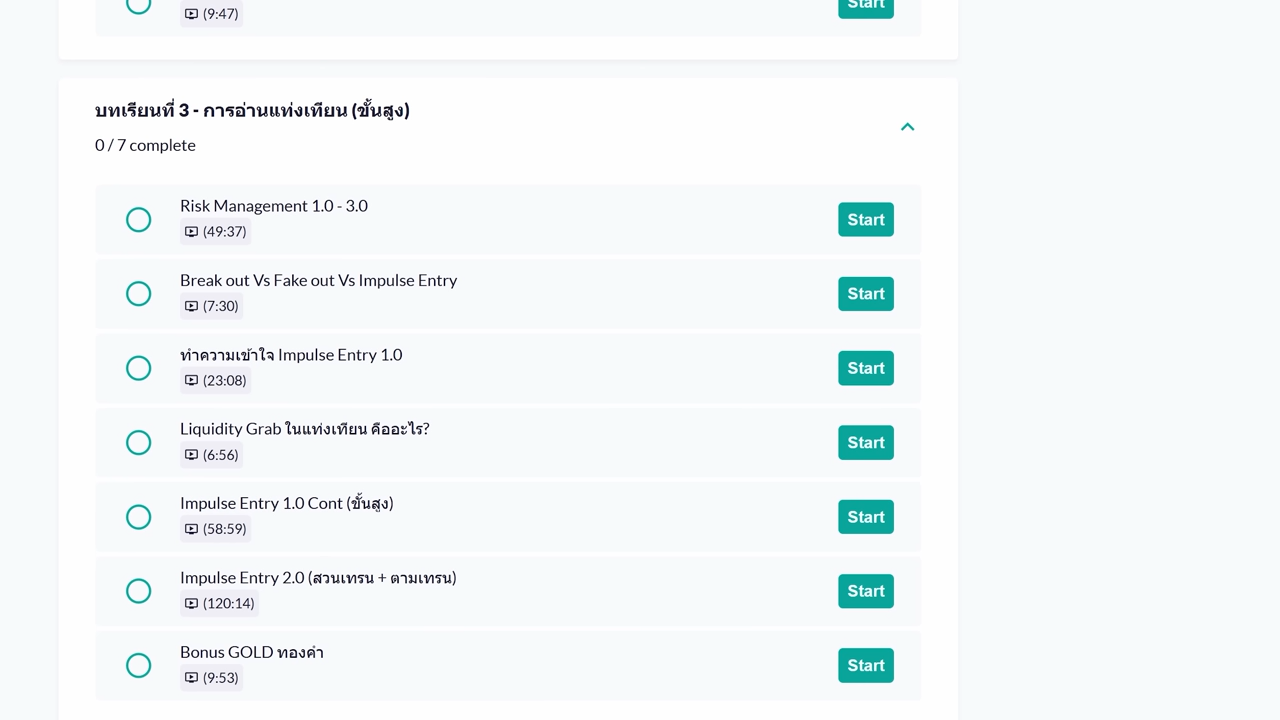 (9:47)
Start
บทเรียนที่ 3 - การอ่านแท่งเทียน (ขั้นสูง)
0 / 7 complete
Risk Management 1.0 - 3.0
(49:37)
Start
Break out Vs Fake out Vs Impulse Entry
(7:30)
Start
ทำความเข้าใจ Impulse Entry 1.0
(23:08)
Start
Liquidity Grab ในแท่งเทียน คืออะไร?
(6:56)
Start
Impulse Entry 1.0 Cont (ขั้นสูง)
(58:59)
Start
Impulse Entry 2.0 (สวนเทรน + ตามเทรน)
(120:14)
Start
Bonus GOLD ทองคำ
(9:53)
Start